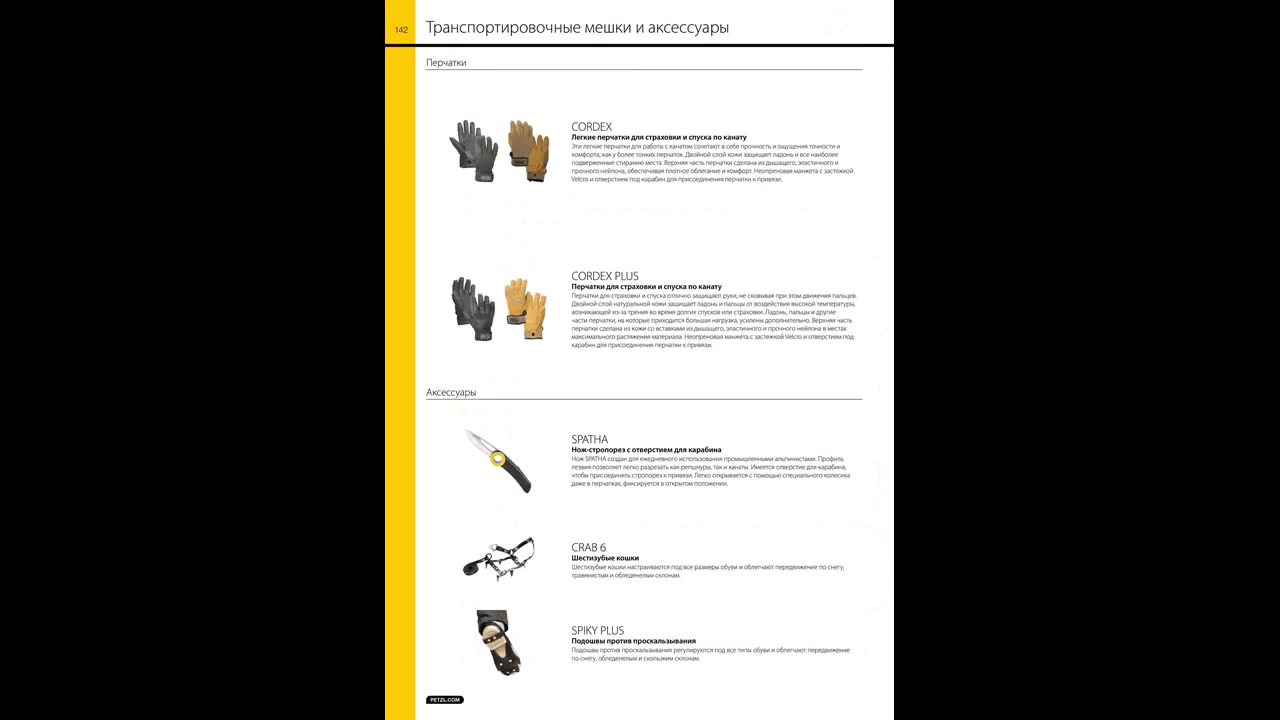 142
Транспортировочные мешки и аксессуары
Перчатки
CORDEX
Легкие перчатки для страховки и спуска по канату
Эти легкие перчатки для работы с канатом сочетают в себе прочность и ощущения точности и
комфорта, как у более тонких перчаток. Двойной слой кожи защищает ладонь и все наиболее
подверженные стиранию места. Верхняя часть перчатки сделана из дышащего, эластичного и
прочного нейлона, обеспечивая плотное облегание и комфорт. Неопреновая манжета с застежкой
Velcro и отверстием под карабин для присоединения перчатки к привязи.
CORDEX PLUS
Перчатки для страховки и спуска по канату
Перчатки для страховки и спуска отлично защищают руки, не сковывая при этом движения пальцев.
Двойной слой натуральной кожи защищает ладонь и пальцы от воздействия высокой температуры,
возникающей из-за трения во время долгих спусков или страховки. Ладонь, пальцы и другие
части перчатки, на которые приходится большая нагрузка, усилены дополнительно. Верхняя часть
перчатки сделана из кожи со вставками из дышащего, эластичного и прочного нейлона в местах
максимального растяжения материала. Неопреновая манжета с застежкой Velcro и отверстием под
карабин для присоединения перчатки к привязи.
Аксессуары
SPATHA
Нож-стропорез с отверстием для карабина
Нож SPATHA создан для ежедневного использования промышленными альпинистами. Профиль
лезвия позволяет легко разрезать как репшнуры, так и канаты. Имеется отверстие для карабина,
чтобы присоединять стропорез к привязи. Легко открывается с помощью специального колесика
даже в перчатках, фиксируется в открытом положении.
CRAB 6
Шестизубые кошки
Шестизубые кошки настраиваются под все размеры обуви и облегчают передвижение по снегу,
травянистым и обледенелым склонам.
SPIKY PLUS
Подошвы против проскальзывания
Подошвы против проскальзывания регулируются под все типы обуви и облегчают передвижение
по снегу, обледенелым и скользким склонам.
PETZL.COM